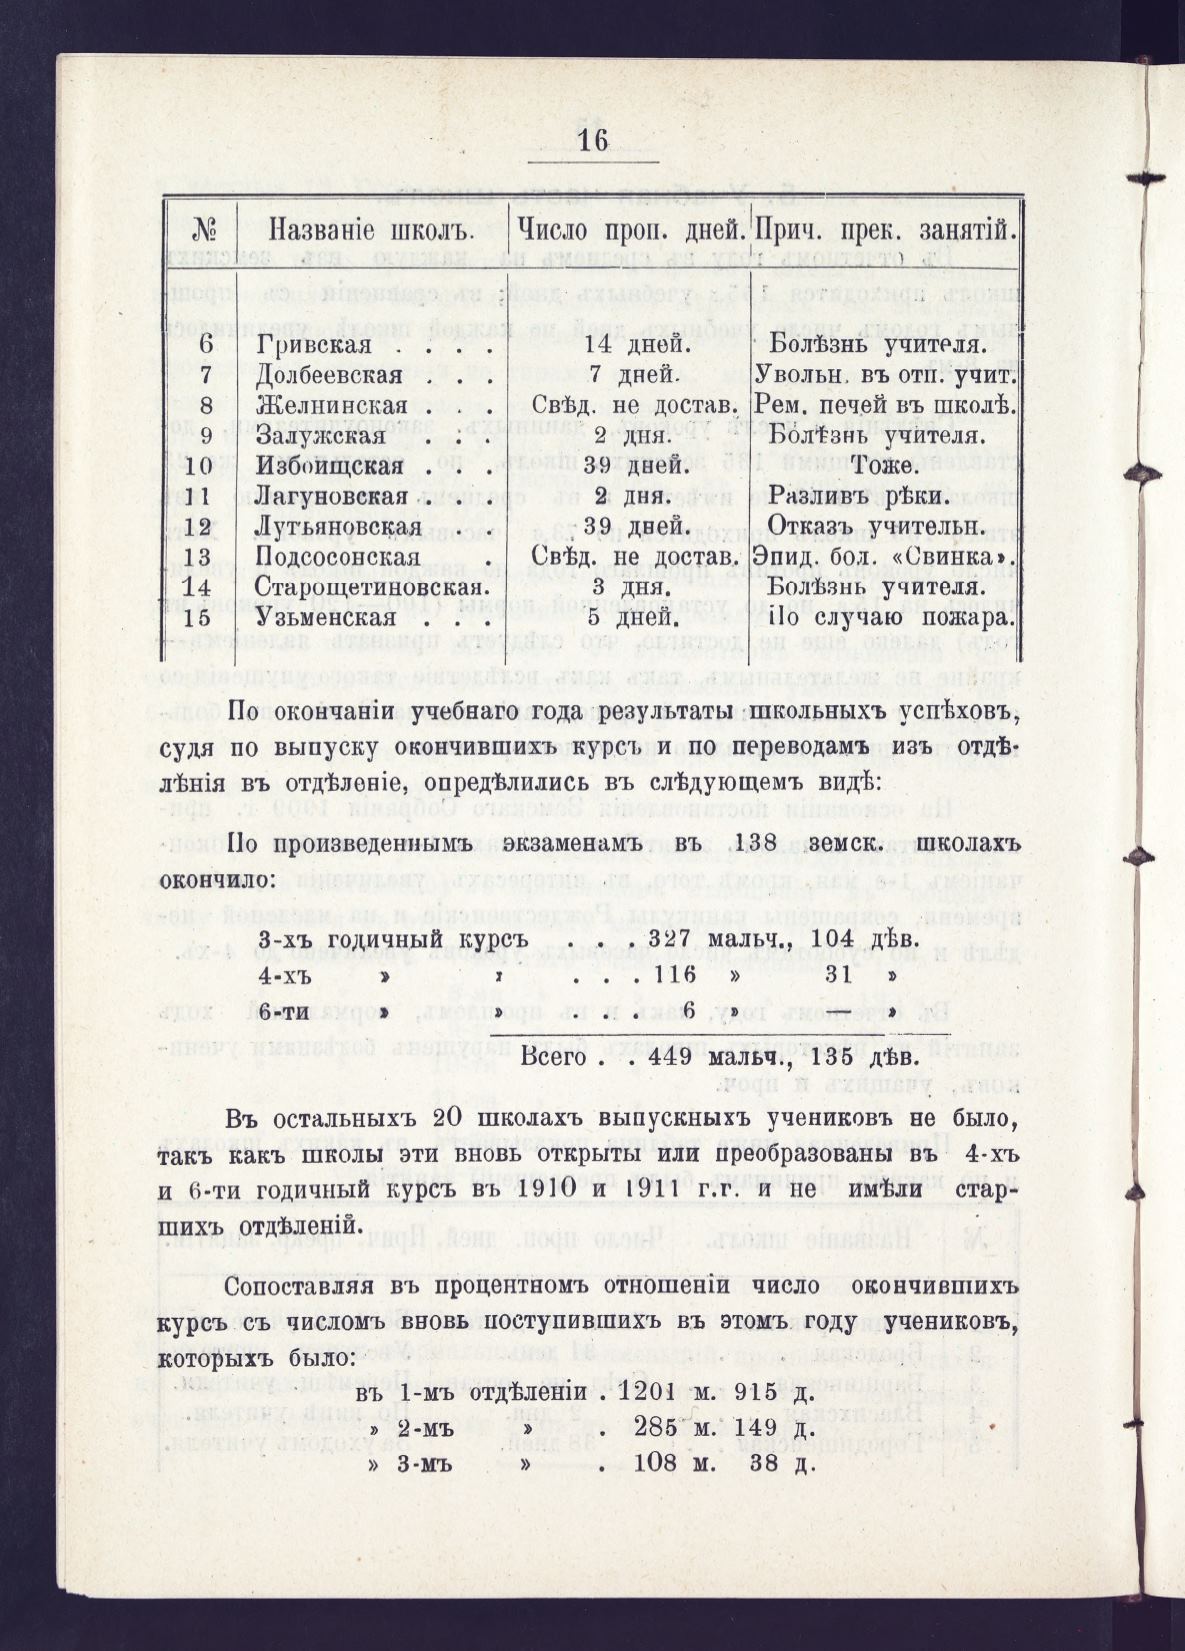 16
№ Названіе школъ. Число проп. дней. Прич. прек. занятій.
6 Гривская . . . . 14 дней. Болѣзнь учителя.
7 Долбеевская . . . 7 дней. Увольн. въ отп. учит.
8 Желнинская . . . Свѣд. не достав. Рем. печей въ школѣ.
9 Залужская . . . 2 дня. Болѣзнь учителя.
10 Избоищская . . . 39 дней. Тоже.
11 Лагуновская . . . 2 дня. Разливъ рѣки.
12 Лутьяновская . . 39 дней. Отказъ учительн.
13 Подсосонская . Свѣд. не достав. Эпид. бол. «Свинка».
14 Старощетиновская. 3 дня. Болѣзнь учителя.
15 Узьменская . . . 5 дней. По случаю пожара.
По окончаніи учебнаго года результаты школьныхъ успѣховъ,
судя по выпуску окончившихъ курсъ и по переводамъ изъ отдѣ-
лѣнія въ отдѣленіе, опредѣлились въ слѣдующемъ видѣ:
По произведеннымъ экзаменамъ въ 138 земск. школахъ
окончило:
3-хъ годичный курсъ . . . 327 мальч., 104 дѣв.
4-хъ » » . . . 116 » 31 »
6-ти » » . . . 6 » — »
Всего . . 449 мальч., 135 дѣв.
Въ остальныхъ 20 школахъ выпускныхъ учениковъ не было,
такъ какъ школы эти вновь открыты или преобразованы въ 4-хъ
и 6-ти годичный курсъ въ 1910 и 1911 г.г. и не имѣли стар-
шихъ отдѣленій.
Сопоставляя въ процентномъ отношеніи число окончившихъ
курсъ съ числомъ вновь поступившихъ въ этомъ году учениковъ,
которыхъ было:
въ 1-мъ отдѣленіи . 1201 м. 915 д.
» 2-мъ » . 285 м. 149 д.
» 3-мъ » . 108 м. 38 д.